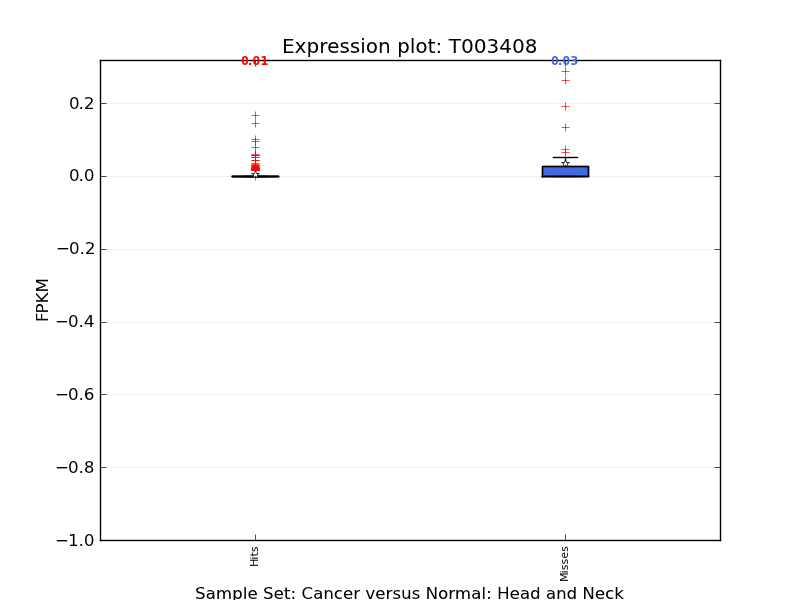 Expression plot: T003408
0.01
0.03
0.2
0.0
−0.2
−0.4
−0.6
−0.8
−1.0
FPKM
Hits
Misses
Sample Set: Cancer versus Normal: Head and Neck